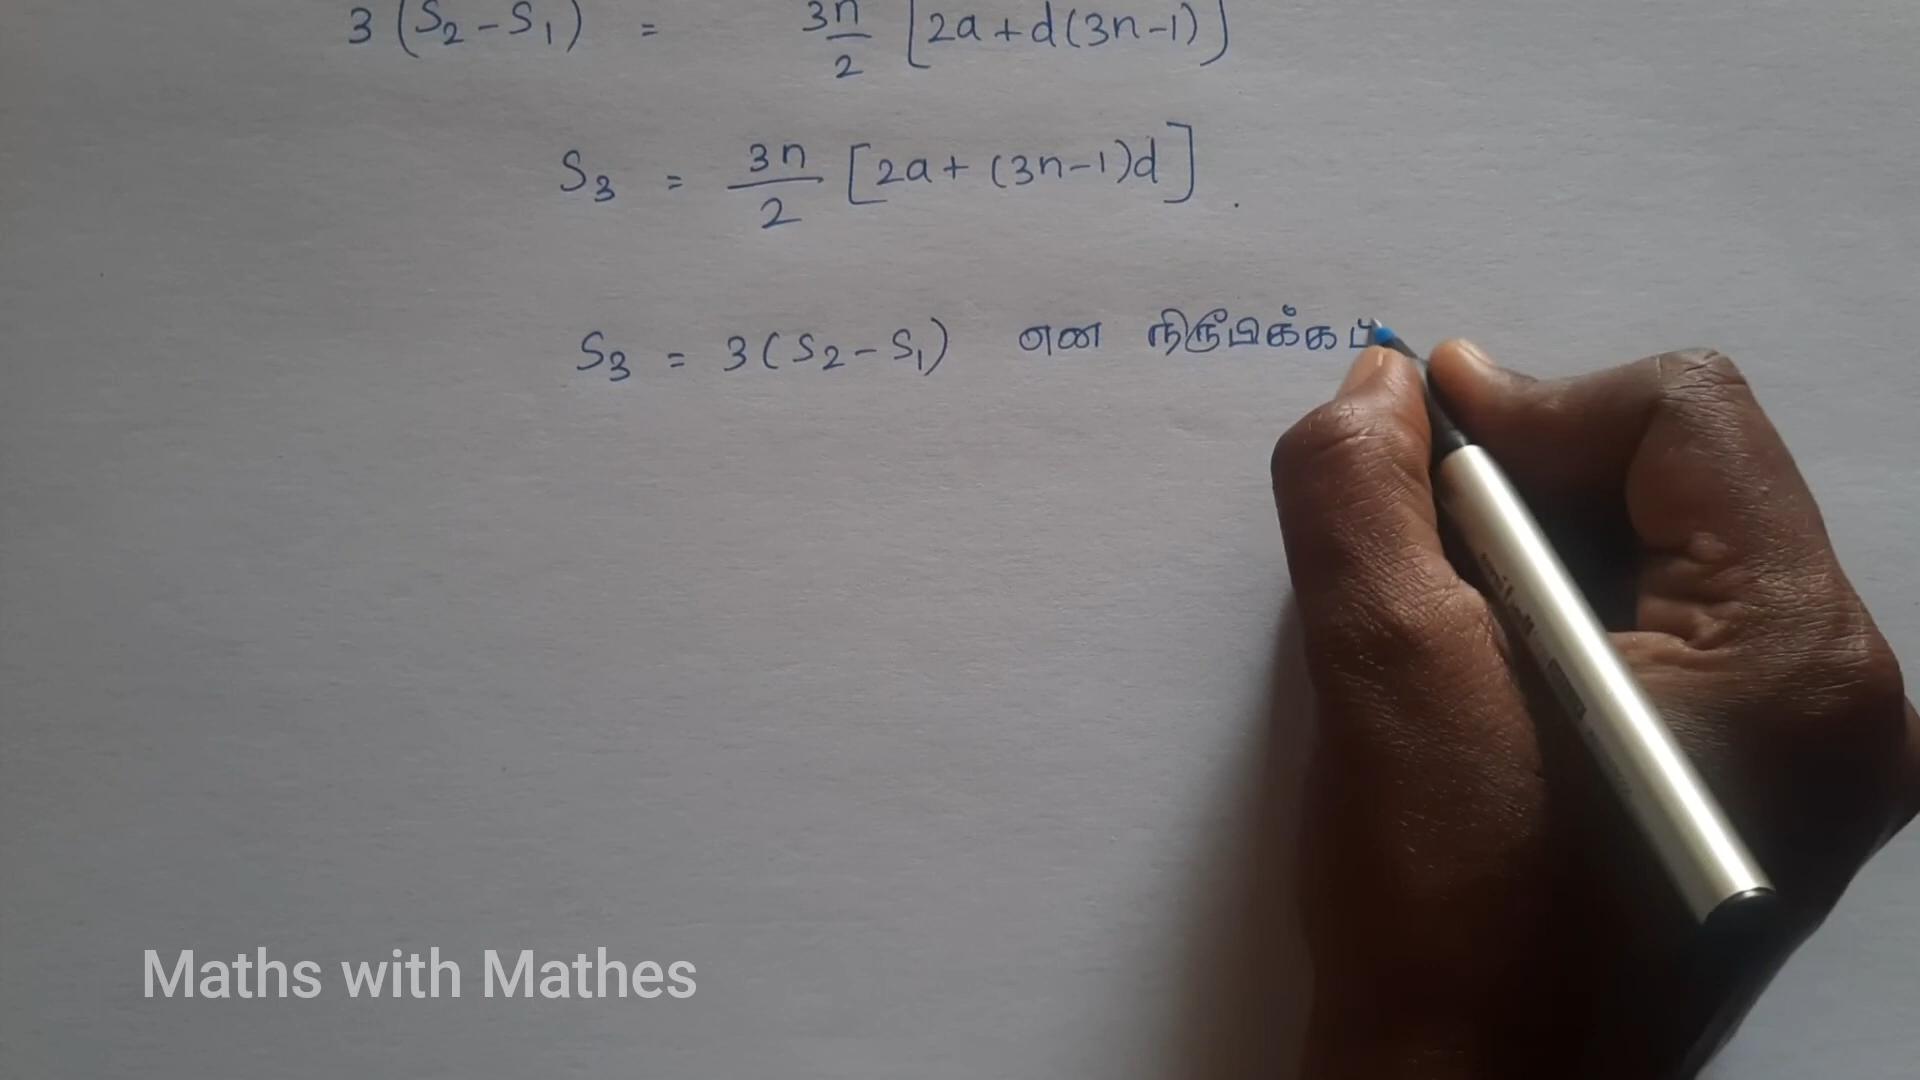 3 (S₂ - S₁) = 3n/2 [2a + d(3n-1)]
S₃ = 3n/2 [2a + (3n-1)d].
S₃ = 3(S₂ - S₁) என நிரூபிக்கப்
Maths with Mathes